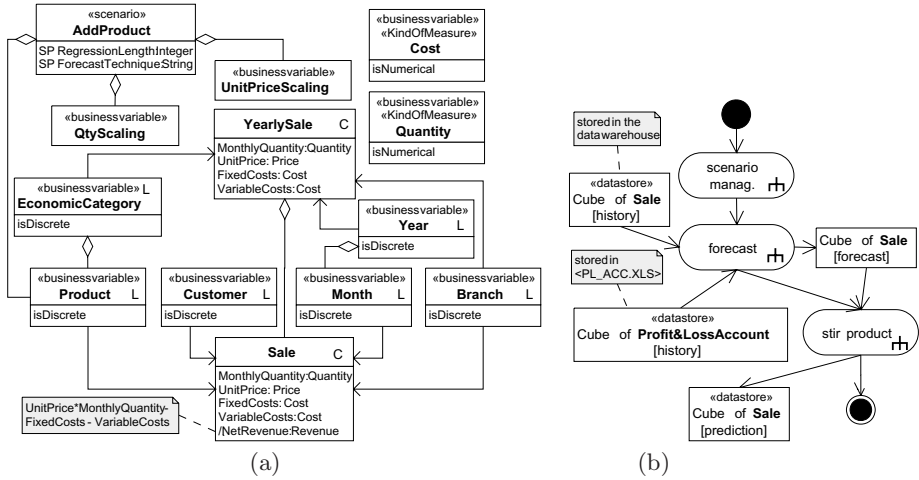 «scenario»
AddProduct
SP RegressionLength:Integer
SP ForecastTechnique:String
«businessvariable»
UnitPriceScaling
«businessvariable»
QtyScaling
«businessvariable»
«KindOfMeasure»
Cost
isNumerical
«businessvariable»
«KindOfMeasure»
Quantity
isNumerical
YearlySale C
MonthlyQuantity:Quantity
UnitPrice: Price
FixedCosts: Cost
VariableCosts: Cost
«businessvariable» L
EconomicCategory
isDiscrete
«businessvariable»
Year L
isDiscrete
«businessvariable»
Product L
isDiscrete
«businessvariable»
Customer L
isDiscrete
«businessvariable»
Month L
isDiscrete
«businessvariable»
Branch L
isDiscrete
Sale C
MonthlyQuantity:Quantity
UnitPrice: Price
FixedCosts: Cost
VariableCosts: Cost
/NetRevenue:Revenue
UnitPrice*MonthlyQuantity-
FixedCosts - VariableCosts
(a)
stored in the
datawarehouse
scenario
manag.
«datastore»
Cube of Sale
[history]
forecast
Cube of Sale
[forecast]
stored in
<PL_ACC.XLS>
«datastore»
Cube of Profit&LossAccount
[history]
stir product
«datastore»
Cube of Sale
[prediction]
(b)